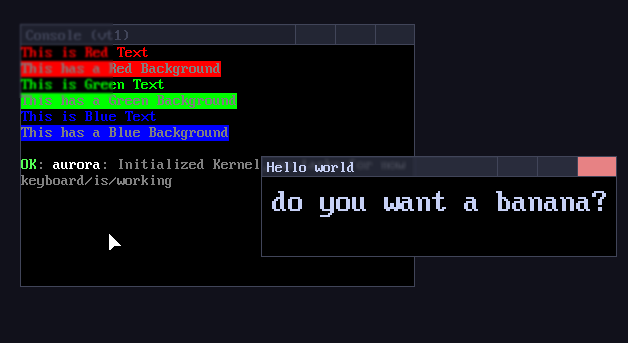 Console (vt1)
This is Red Text
This has a Red Background
This is Green Text
This has a Green Background
This is Blue Text
This has a Blue Background
OK: aurora: Initialized Kernel for now
keyboard/is/working
Hello world
do you want a banana?